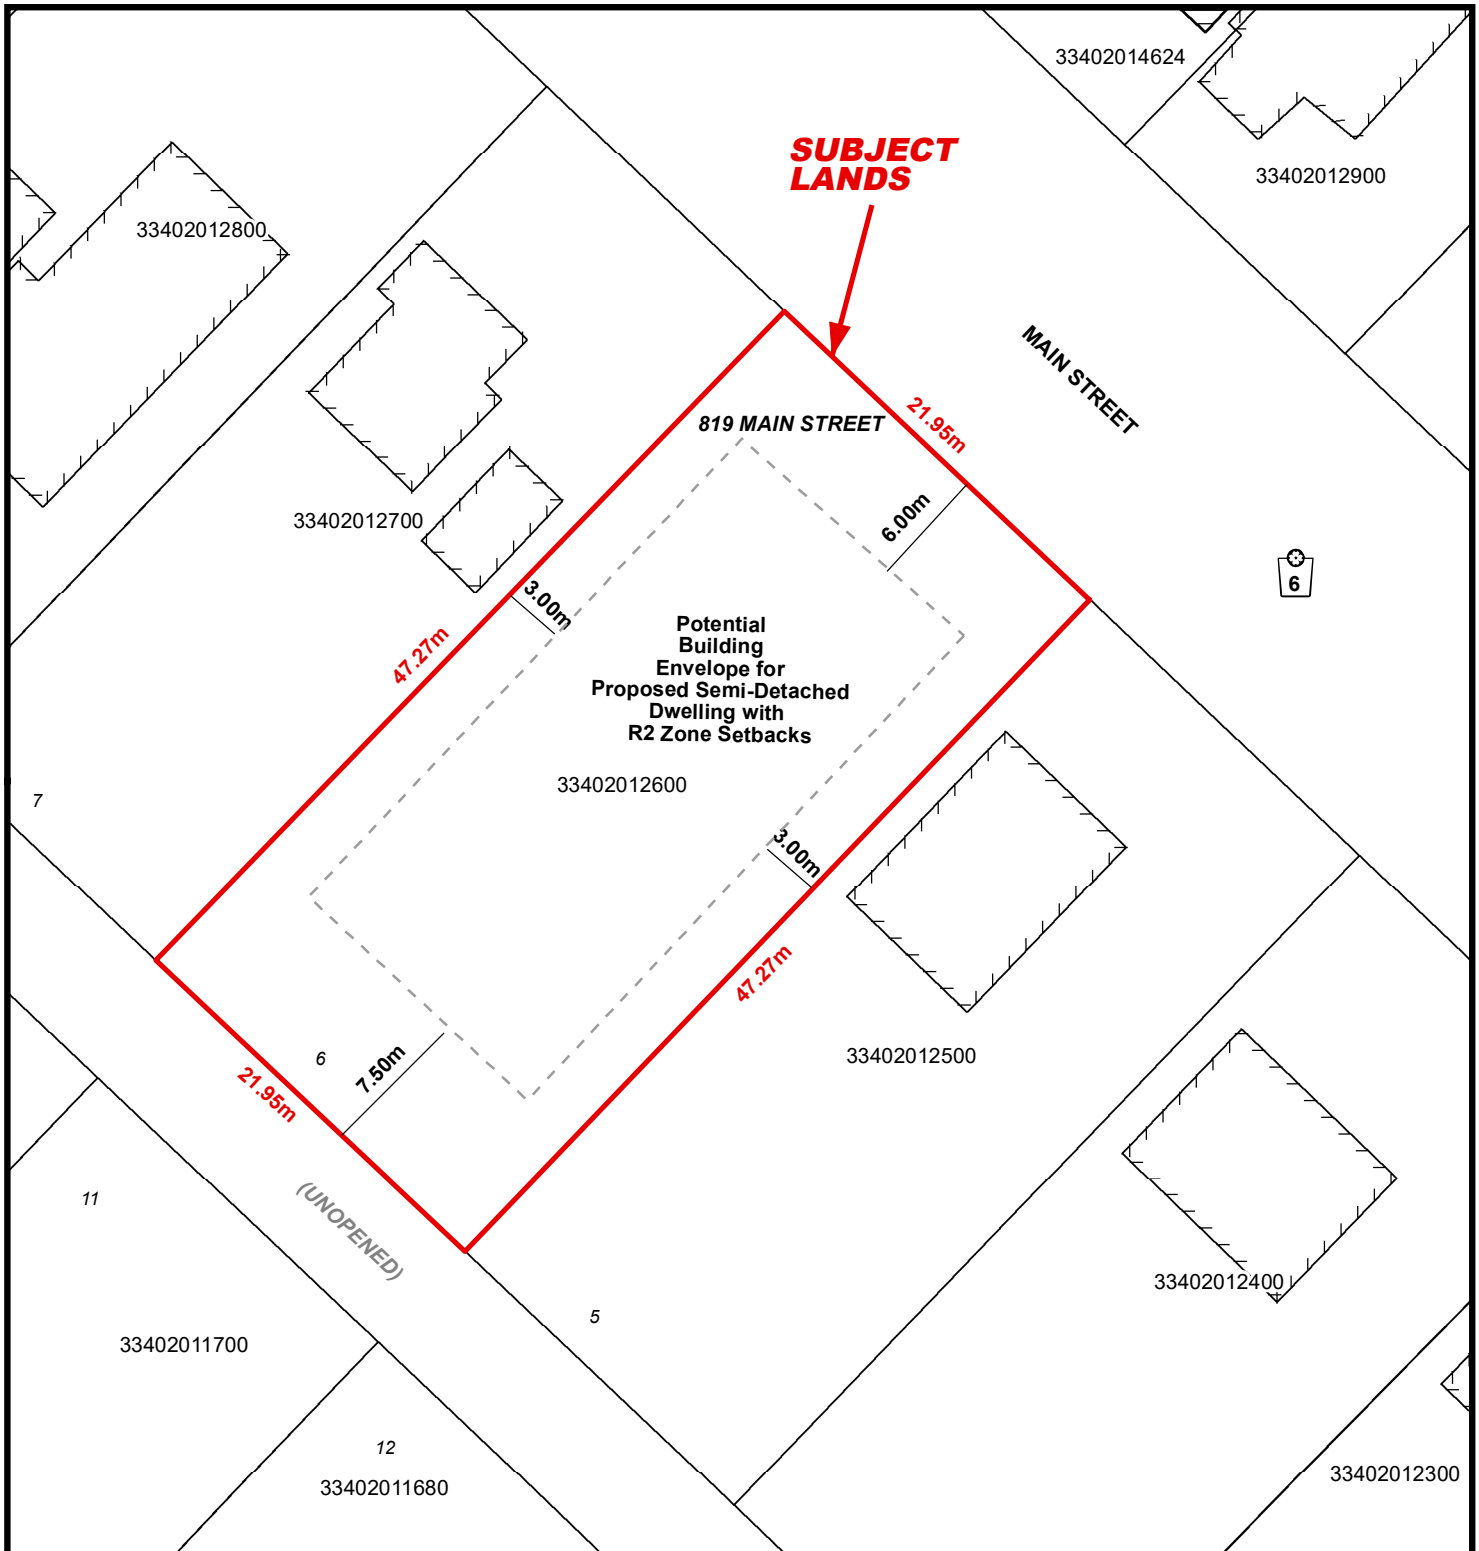 33402014624
SUBJECT
LANDS
33402012900
33402012800
MAIN STREET
819 MAIN STREET
21.95m
6.00m
33402012700
6
3.00m
47.27m
Potential
Building
Envelope for
Proposed Semi-Detached
Dwelling with
R2 Zone Setbacks
33402012600
7
3.00m
47.27m
33402012500
6
7.50m
21.95m
(UNOPENED)
11
33402012400
5
33402011700
12
33402011680
33402012300